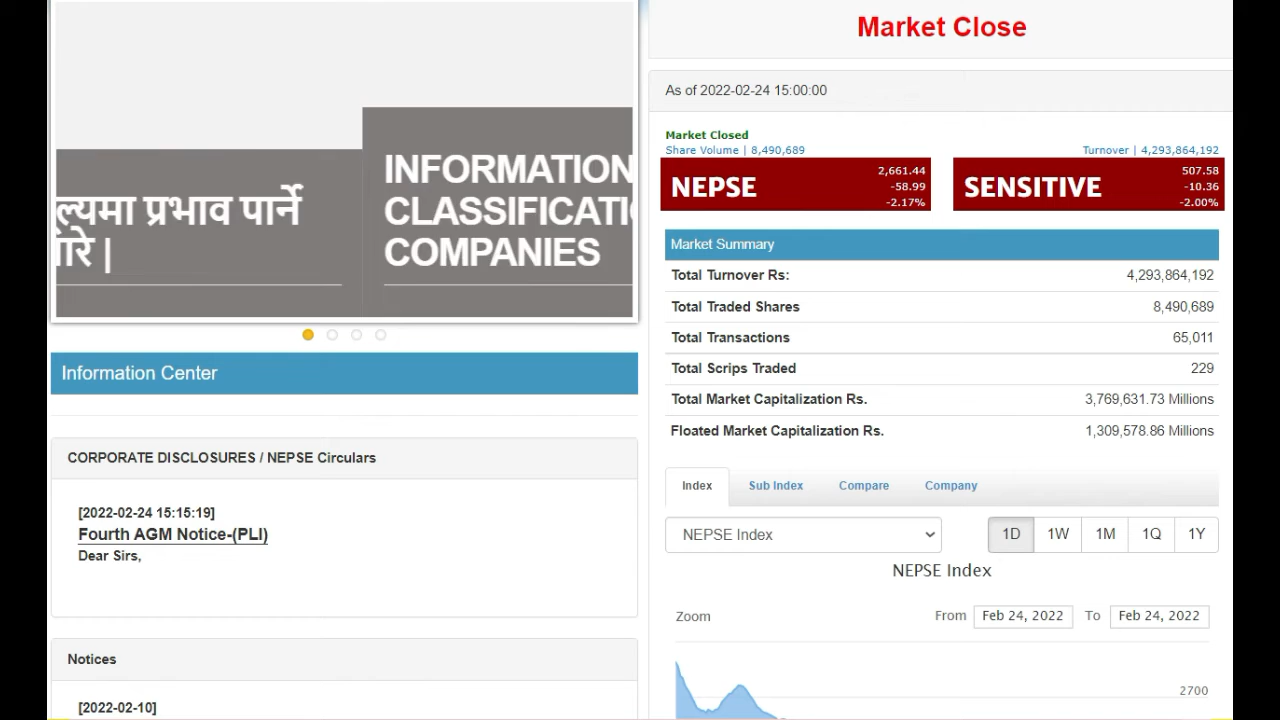 ल्यमा प्रभाव पार्ने
INFORMATION
CLASSIFICATI
COMPANIES
Information Center
CORPORATE DISCLOSURES / NEPSE Circulars
[2022-02-24 15:15:19]
Fourth AGM Notice-(PLI)
Dear Sirs,
Notices
[2022-02-10]
Market Close
As of 2022-02-24 15:00:00
Market Closed
Share Volume | 8,490,689
Turnover | 4,293,864,192
NEPSE
2,661.44
-58.99
-2.17%
SENSITIVE
507.58
-10.36
-2.00%
Market Summary
Total Turnover Rs: 4,293,864,192
Total Traded Shares 8,490,689
Total Transactions 65,011
Total Scrips Traded 229
Total Market Capitalization Rs. 3,769,631.73 Millions
Floated Market Capitalization Rs. 1,309,578.86 Millions
Index Sub Index Compare Company
NEPSE Index 1D 1W 1M 1Q 1Y
NEPSE Index
Zoom From Feb 24, 2022 To Feb 24, 2022
2700